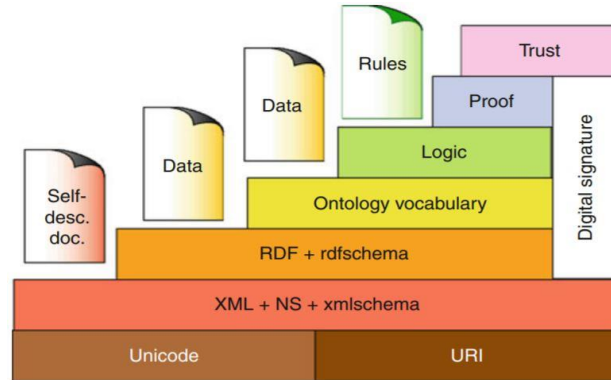 Trust
Rules
Proof
Data
Logic
Data
Digital signature
Self-
desc.
doc.
Ontology vocabulary
RDF + rdfschema
XML + NS + xmlschema
Unicode
URI